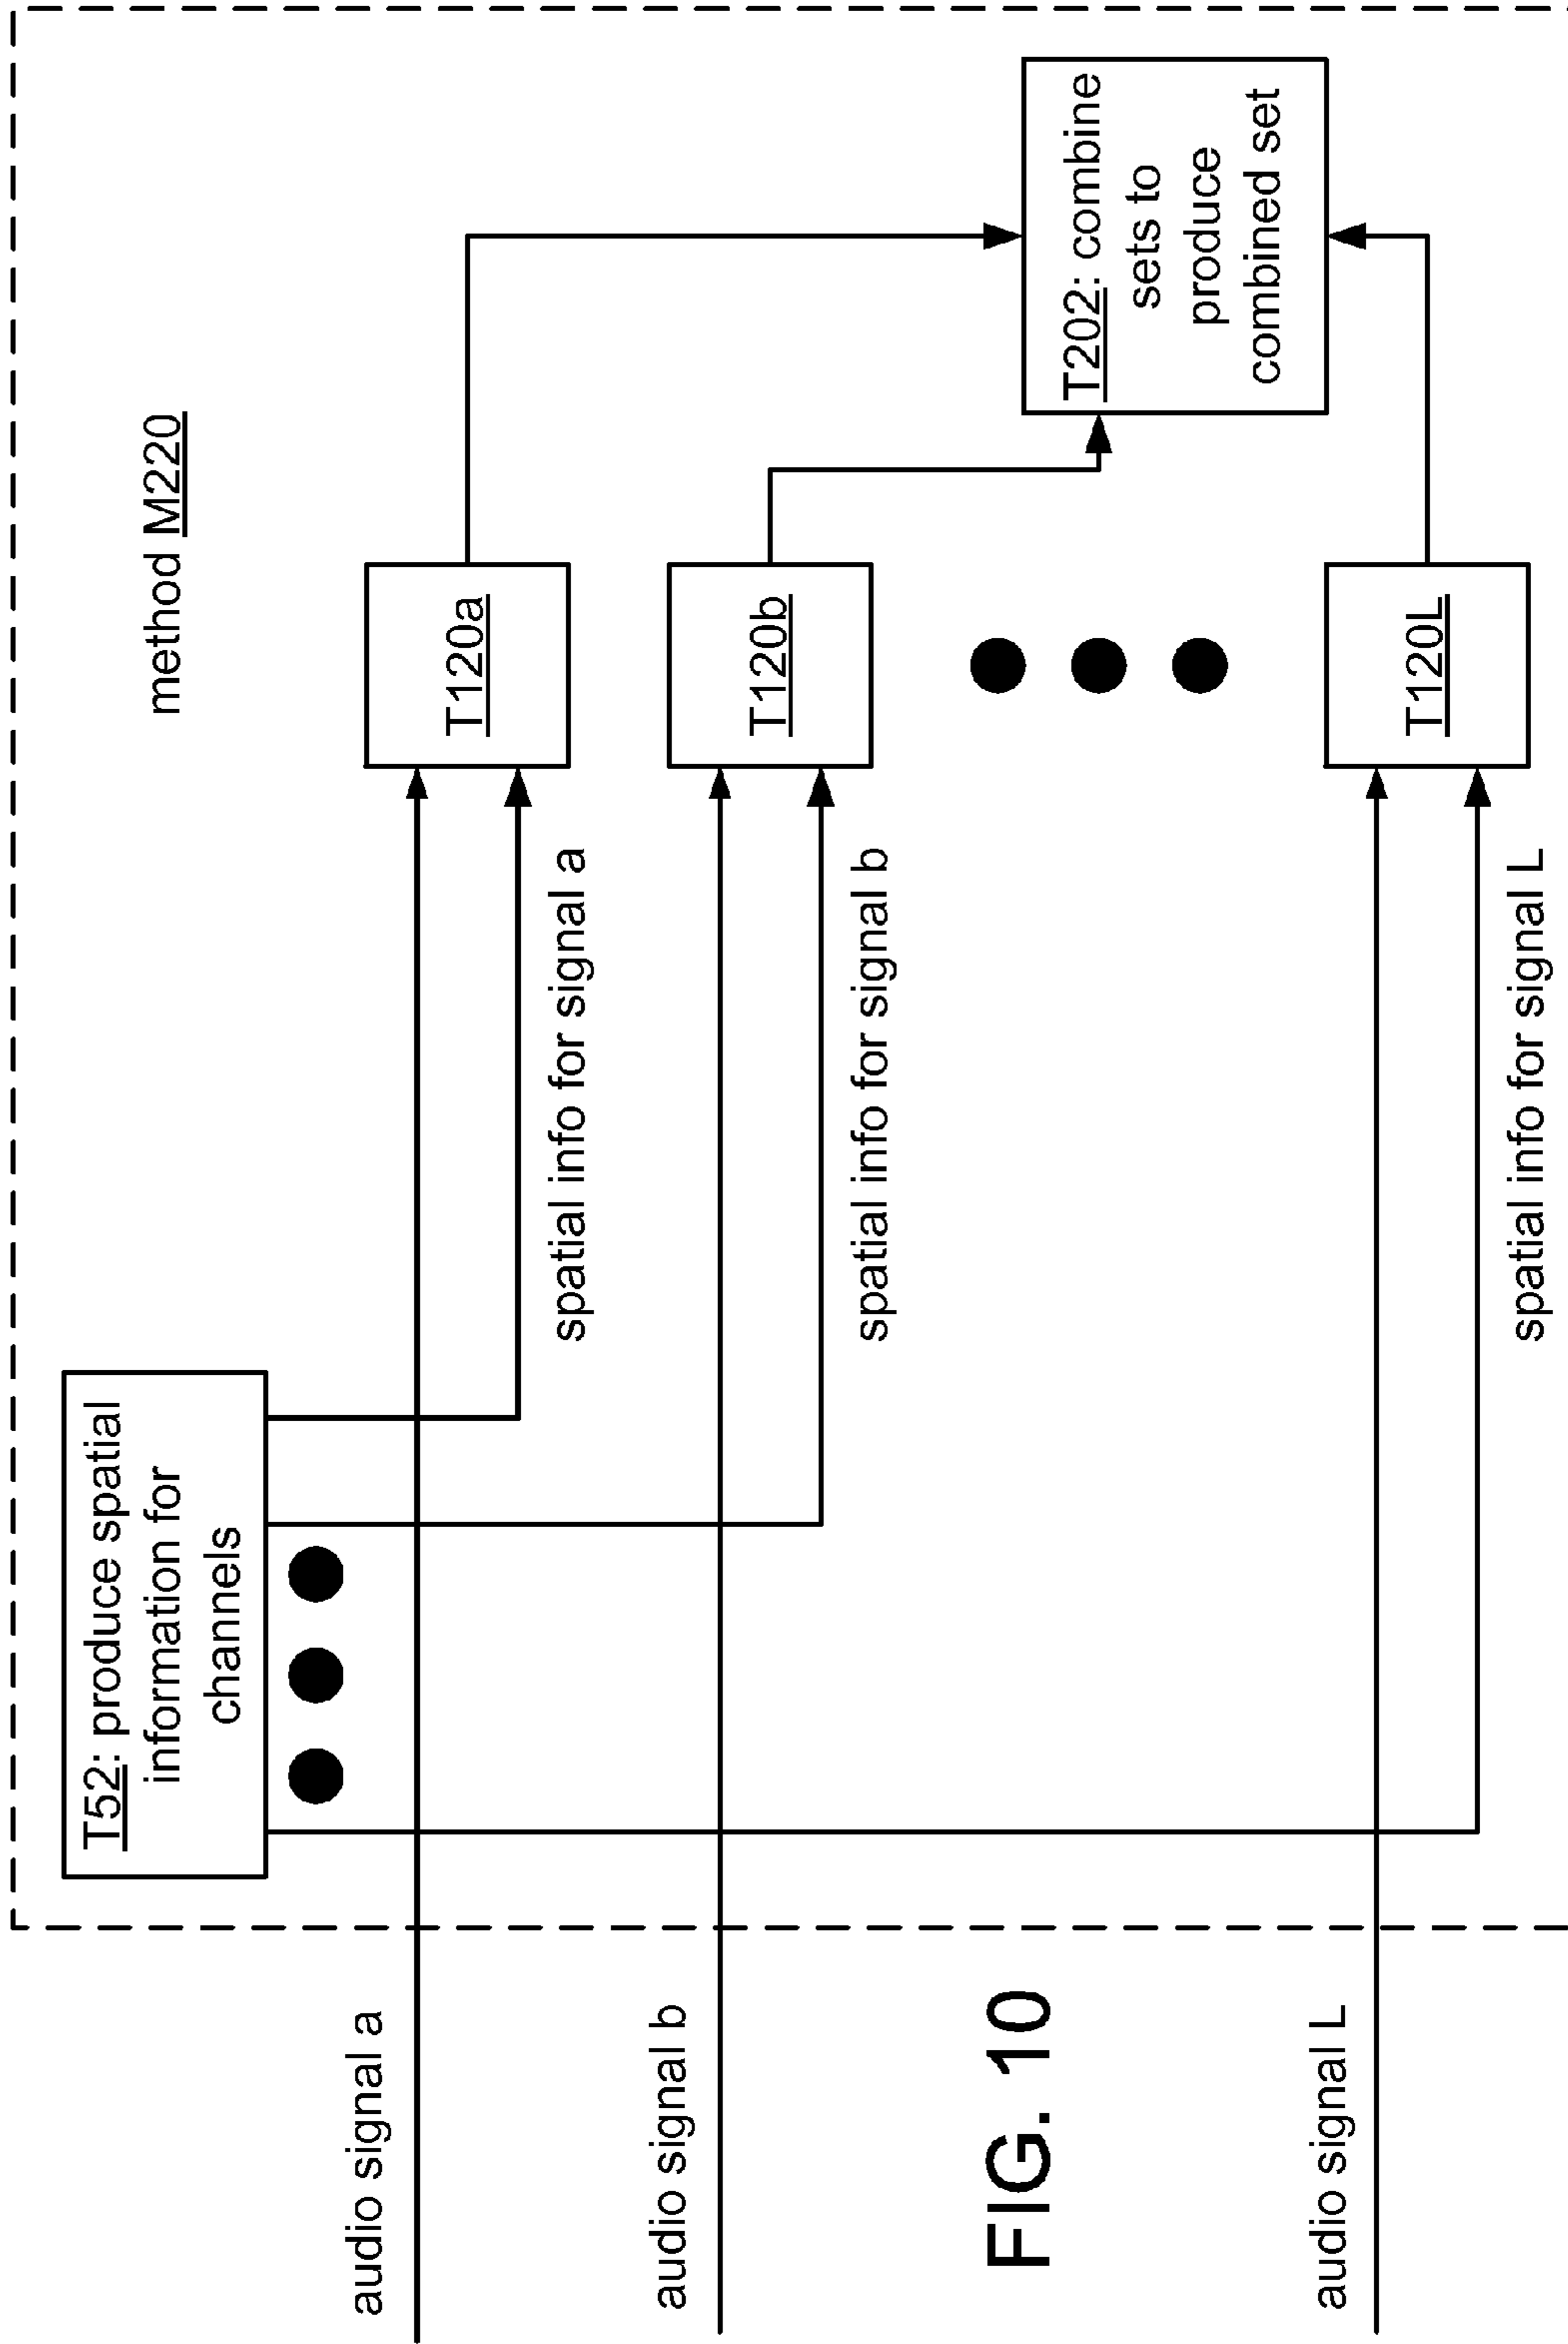 method M220
T52: produce spatial
information for
channels
audio signal a
T120a
spatial info for signal a
audio signal b
T120b
spatial info for signal b
T202: combine
sets to
produce
combined set
audio signal L
T120L
spatial info for signal L
FIG. 10